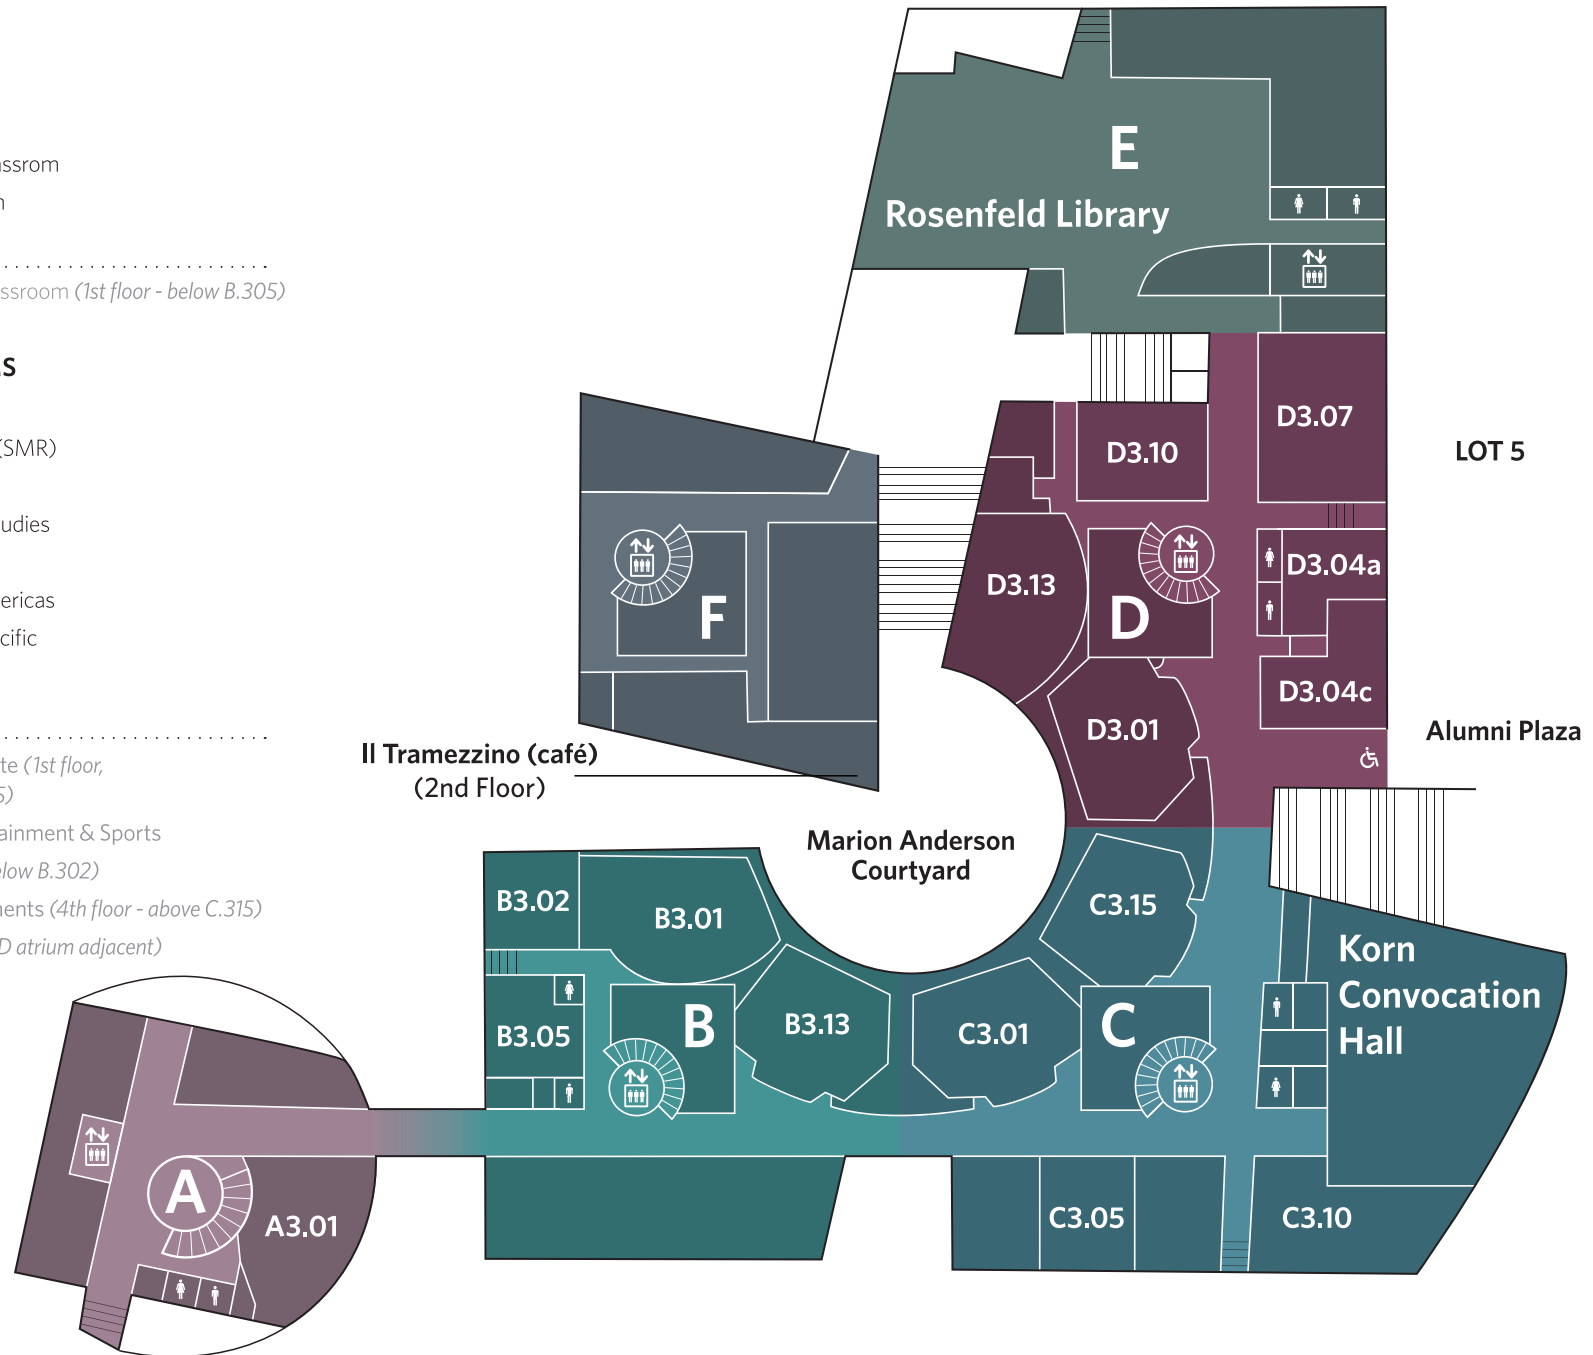 assrom
n
ssroom (1st floor - below B.305)
S
(SMR)
udies
ericas
cific
te (1st floor,
5)
ainment & Sports
elow B.302)
nents (4th floor - above C.315)
D atrium adjacent)
E
Rosenfeld Library
D3.07
D3.10
LOT 5
D3.04a
D3.13
F
D
D3.04c
D3.01
Alumni Plaza
Il Tramezzino (café)
(2nd Floor)
Marion Anderson
Courtyard
B3.02
B3.01
C3.15
Korn
Convocation
Hall
B3.05
B
B3.13
C3.01
C
A
A3.01
C3.05
C3.10